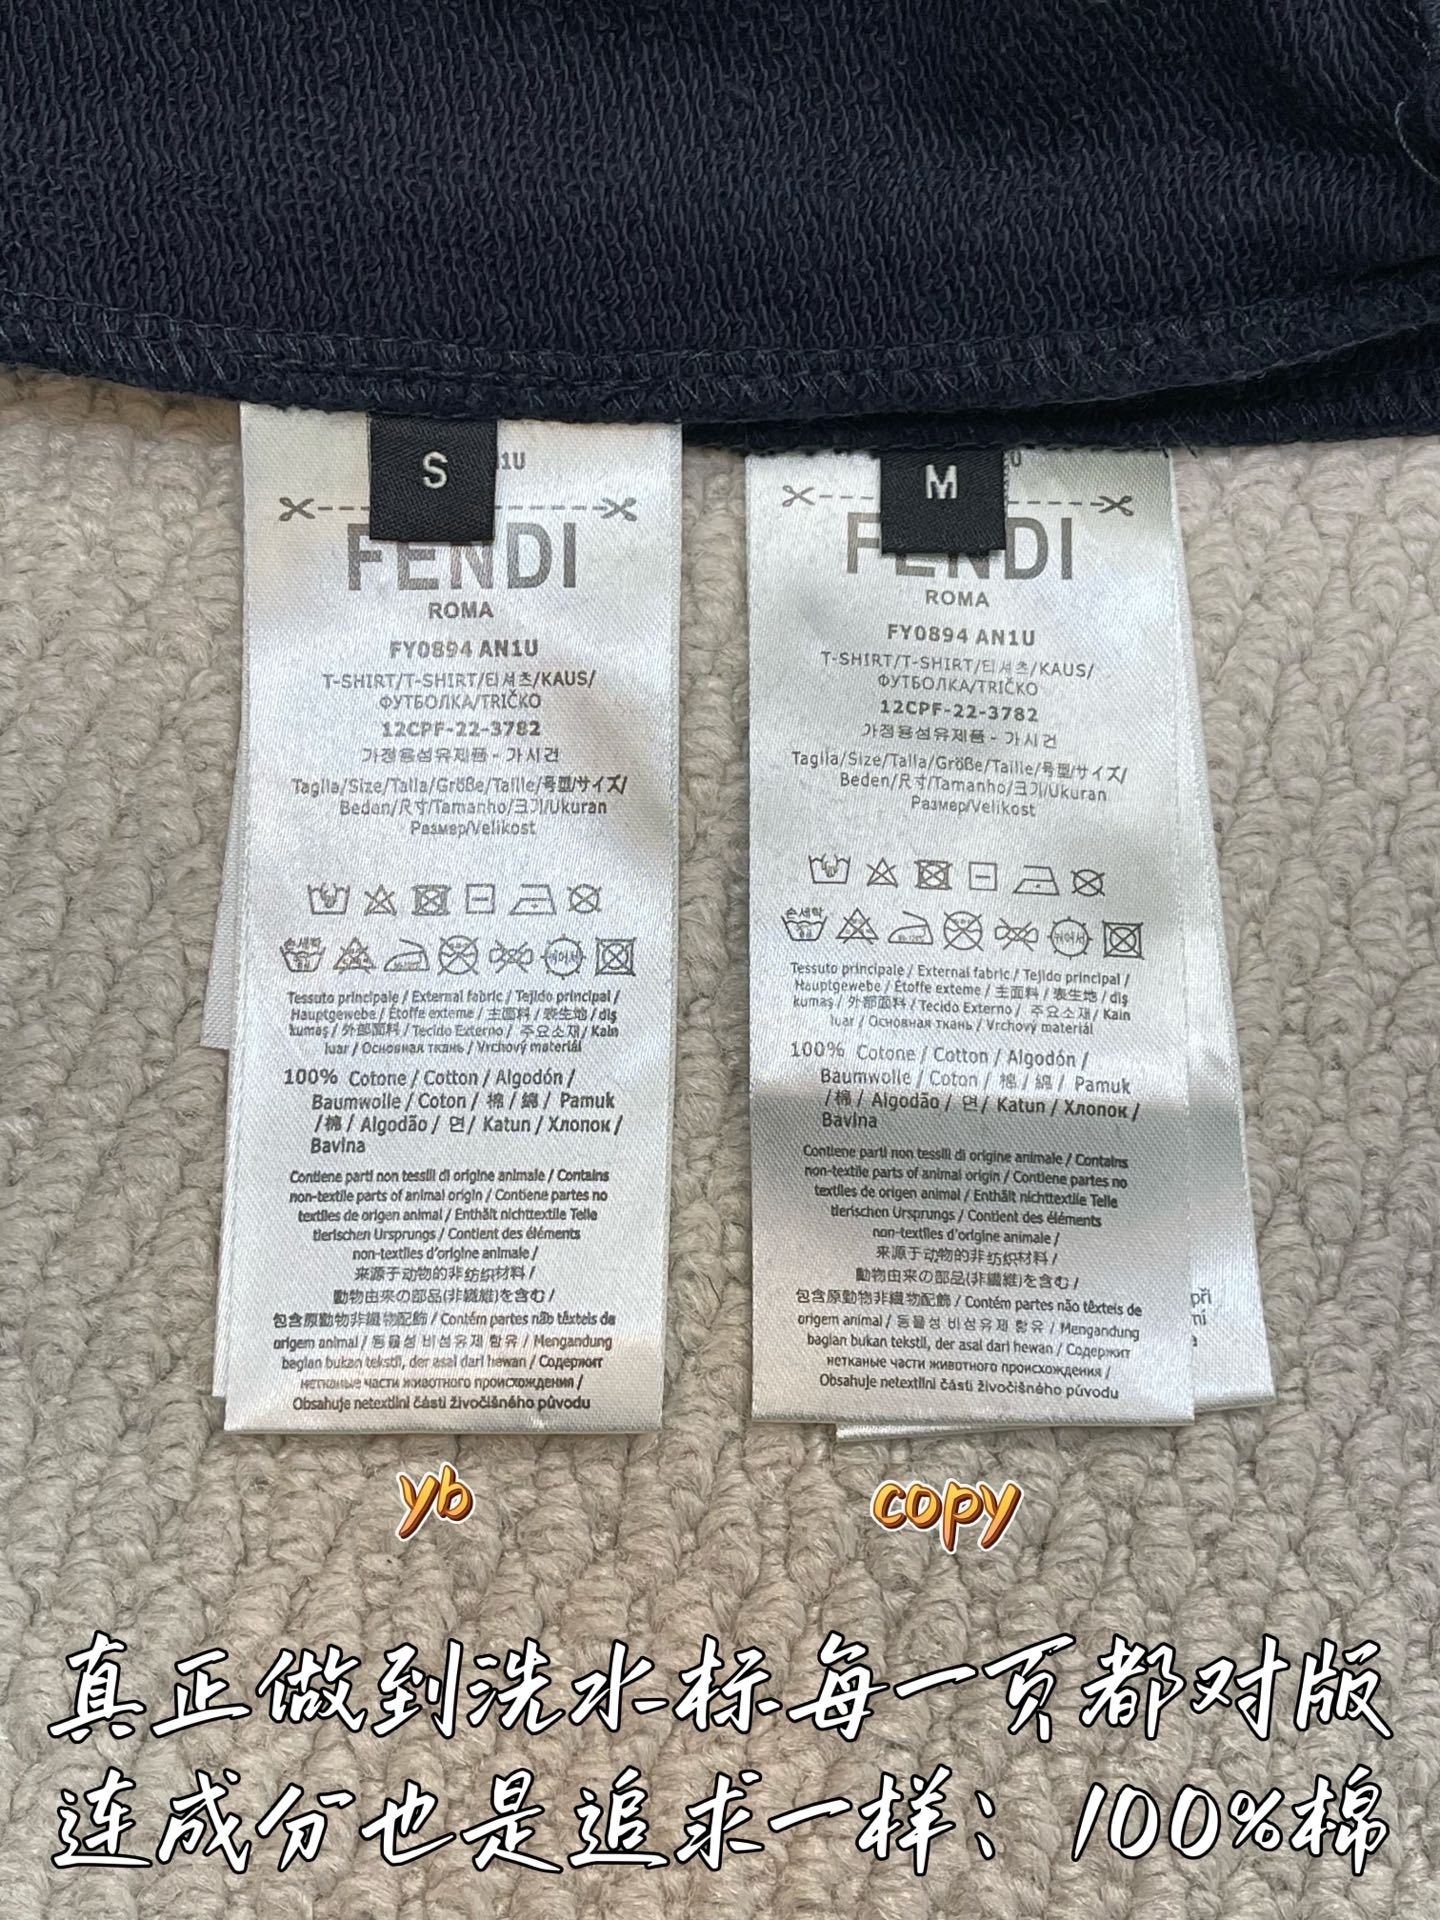 S
1U
FENDI
ROMA
FY0894 AN1U
T-SHIRT/T-SHIRT/티셔츠/KAUS/
ФУТБОЛКА/TRIČKO
12CPF-22-3782
가정용섬유제품 - 가시건
Taglia/Size/Talla/Größe/Taille/号型/サイズ/
Beden/尺寸/Tamanho/크기/Ukuran
Размер/Velikost
손세탁
케어서
Tessuto principale / External fabric / Tejido principal /
Hauptgewebe / Étoffe externe / 主面料 / 表生地 / diş
kumaş / 外部面料 / Tecido Externo / 주요소재 / Kain
luar / Основная ткань / Vrchový materiál
100% Cotone / Cotton / Algodón /
Baumwolle / Coton / 棉 / 綿 / Pamuk
/ 棉 / Algodão / 면 / Katun / Хлопок /
Bavlna
Contiene parti non tessili di origine animale / Contains
non-textile parts of animal origin / Contiene partes no
textiles de origen animal / Enthält nichttextile Teile
tierischen Ursprungs / Contient des éléments
non-textiles d'origine animale /
来源于动物的非纺织材料 /
動物由来の部品(非繊維)を含む /
包含原動物非織物配飾 / Contém partes não têxteis de
origem animal / 동물성 비섬유제 함유 / Mengandung
bagian bukan tekstil, der asal dari hewan / Содержит
нетканые части животного происхождения /
Obsahuje netextilní části živočišného původu
M
U
FENDI
ROMA
FY0894 AN1U
T-SHIRT/T-SHIRT/티셔츠/KAUS/
ФУТБОЛКА/TRIČKO
12CPF-22-3782
가정용섬유제품 - 가시건
Taglia/Size/Talla/Größe/Taille/号型/サイズ/
Beden/尺寸/Tamanho/크기/Ukuran
Размер/Velikost
손세탁
케어서
Tessuto principale / External fabric / Tejido principal /
Hauptgewebe / Étoffe externe / 主面料 / 表生地 / diş
kumaş / 外部面料 / Tecido Externo / 주요소재 / Kain
luar / Основная ткань / Vrchový materiál
100% Cotone / Cotton / Algodón /
Baumwolle / Coton / 棉 / 綿 / Pamuk
/ 棉 / Algodão / 면 / Katun / Хлопок /
Bavlna
Contiene parti non tessili di origine animale / Contains
non-textile parts of animal origin / Contiene partes no
textiles de origen animal / Enthält nichttextile Teile
tierischen Ursprungs / Contient des éléments
non-textiles d'origine animale /
来源于动物的非纺织材料 /
動物由来の部品(非繊維)を含む /
包含原動物非織物配飾 / Contém partes não têxteis de
origem animal / 동물성 비섬유제 함유 / Mengandung
bagian bukan tekstil, der asal dari hewan / Содержит
нетканые части животного происхождения /
Obsahuje netextilní části živočišného původu
při
ní
yb
copy
真正做到洗水标每一页都对版
连成分也是追求一样：100%棉